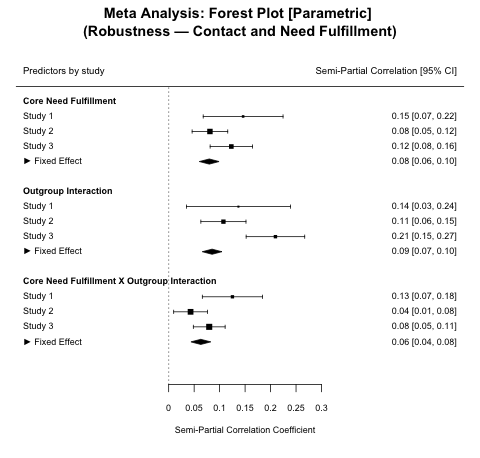 Meta Analysis: Forest Plot [Parametric]
(Robustness — Contact and Need Fulfillment)
Predictors by study Semi-Partial Correlation [95% CI]
Core Need Fulfillment
Study 1 0.15 [0.07, 0.22]
Study 2 0.08 [0.05, 0.12]
Study 3 0.12 [0.08, 0.16]
► Fixed Effect 0.08 [0.06, 0.10]
Outgroup Interaction
Study 1 0.14 [0.03, 0.24]
Study 2 0.11 [0.06, 0.15]
Study 3 0.21 [0.15, 0.27]
► Fixed Effect 0.09 [0.07, 0.10]
Core Need Fulfillment X Outgroup Interaction
Study 1 0.13 [0.07, 0.18]
Study 2 0.04 [0.01, 0.08]
Study 3 0.08 [0.05, 0.11]
► Fixed Effect 0.06 [0.04, 0.08]
0 0.05 0.1 0.15 0.2 0.25 0.3
Semi-Partial Correlation Coefficient